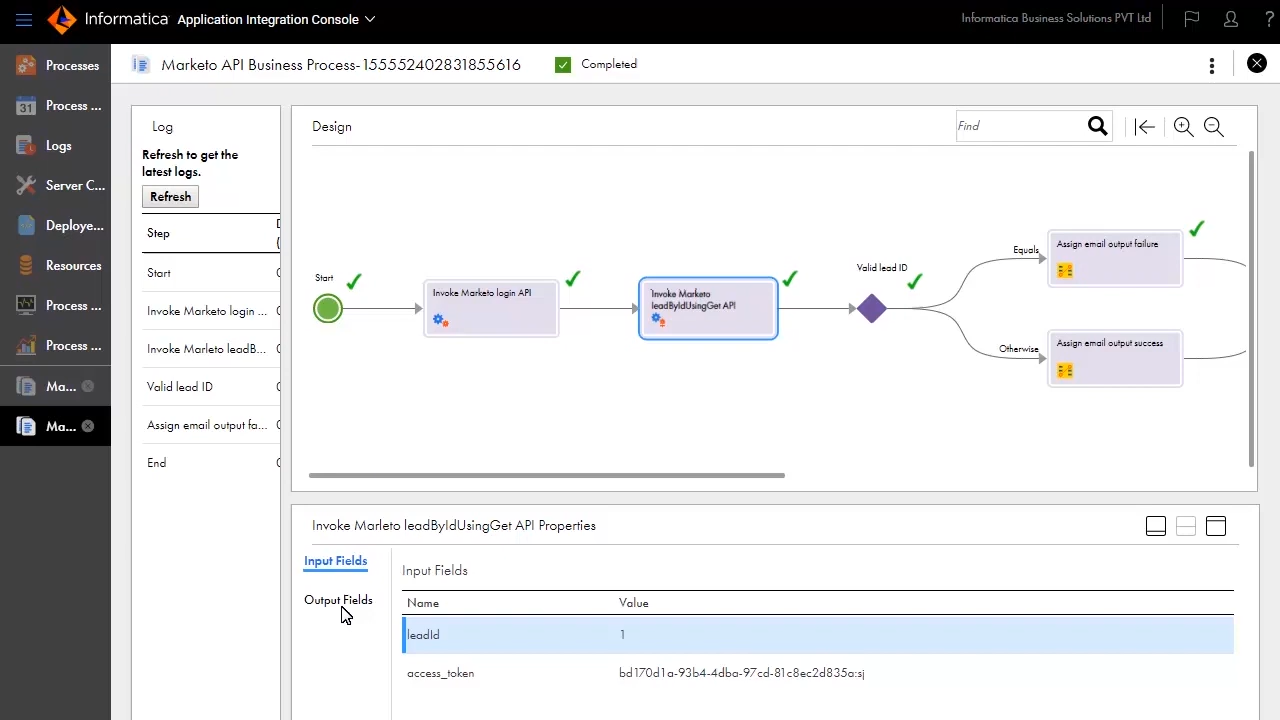 Informatica Application Integration Console
Informatica Business Solutions PVT Ltd
?
Processes
31 Process ...
Logs
Server C...
Deploye...
Resources
Process ...
Process ...
Ma...
Ma...
Marketo API Business Process-155552402831855616
Completed
Log
Refresh to get the
latest logs.
Refresh
Step
Start
Invoke Marketo login ...
Invoke Marleto leadB...
Valid lead ID
Assign email output fa...
End
Design
Find
Start
Invoke Marketo login API
Invoke Marketo
leadByIdUsingGet API
Valid lead ID
Equals
Assign email output failure
Otherwise
Assign email output success
Invoke Marleto leadByIdUsingGet API Properties
Input Fields
Output Fields
Input Fields
Name Value
leadId 1
access_token bd170d1a-93b4-4dba-97cd-81c8ec2d835a:sj